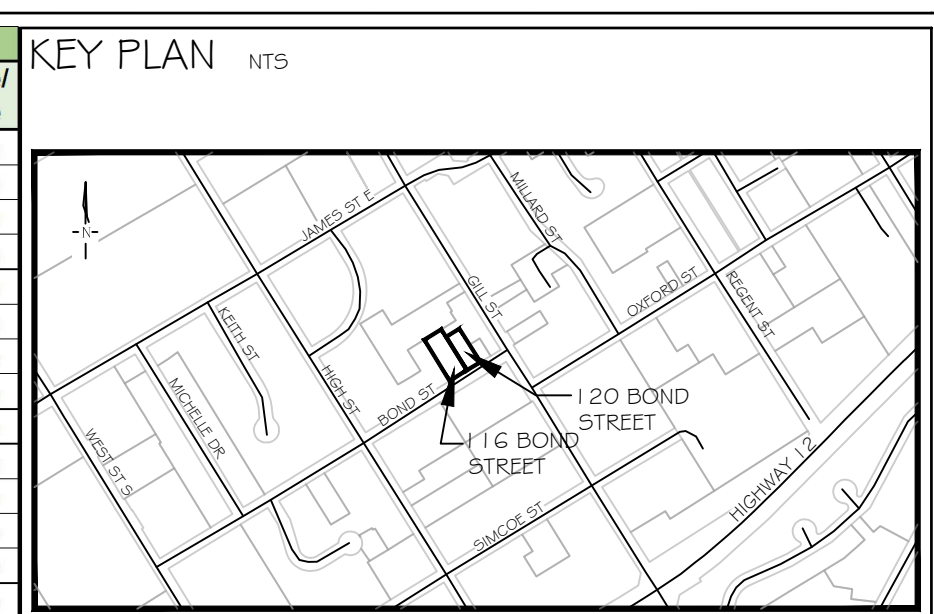 KEY PLAN NTS
N
JAMES ST E
MILLARD ST
GILL ST
OXFORD ST
REGENT ST
KEITH ST
HIGH ST
MICHELLE DR
BOND ST
WEST ST S
120 BOND
STREET
116 BOND
STREET
SIMCOE ST
HIGHWAY 12